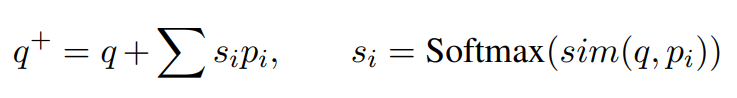 q⁺ = q + ∑ sᵢpᵢ,   sᵢ = Softmax(sim(q, pᵢ))